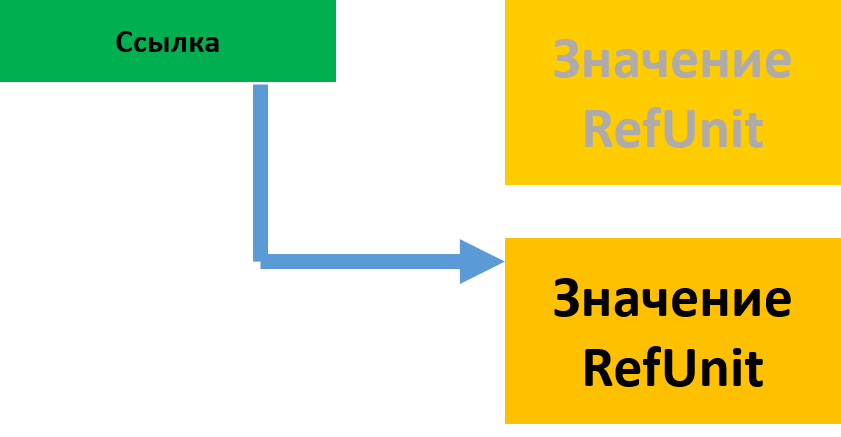 Ссылка
Значение
RefUnit
Значение
RefUnit